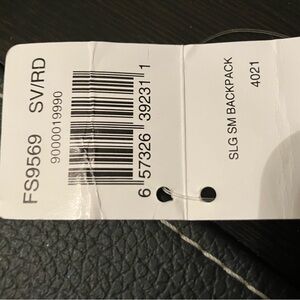 FS9569 SV/RD
9000019990
6 57326 39231 1
SLG SM BACKPACK
4021